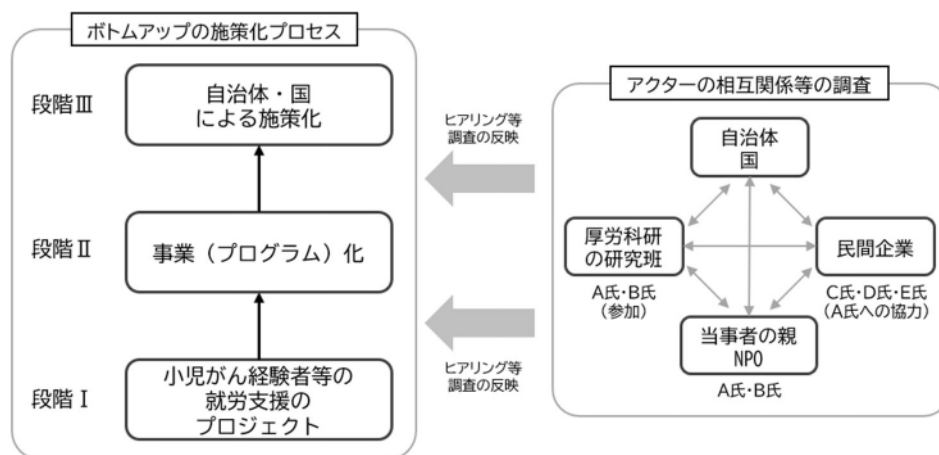 ボトムアップの施策化プロセス
段階Ⅲ
自治体・国
による施策化
段階Ⅱ
事業（プログラム）化
段階Ⅰ
小児がん経験者等の
就労支援の
プロジェクト
ヒアリング等
調査の反映
ヒアリング等
調査の反映
アクターの相互関係等の調査
自治体
国
厚労科研
の研究班
A氏・B氏
（参加）
民間企業
C氏・D氏・E氏
（A氏への協力）
当事者の親
NPO
A氏・B氏